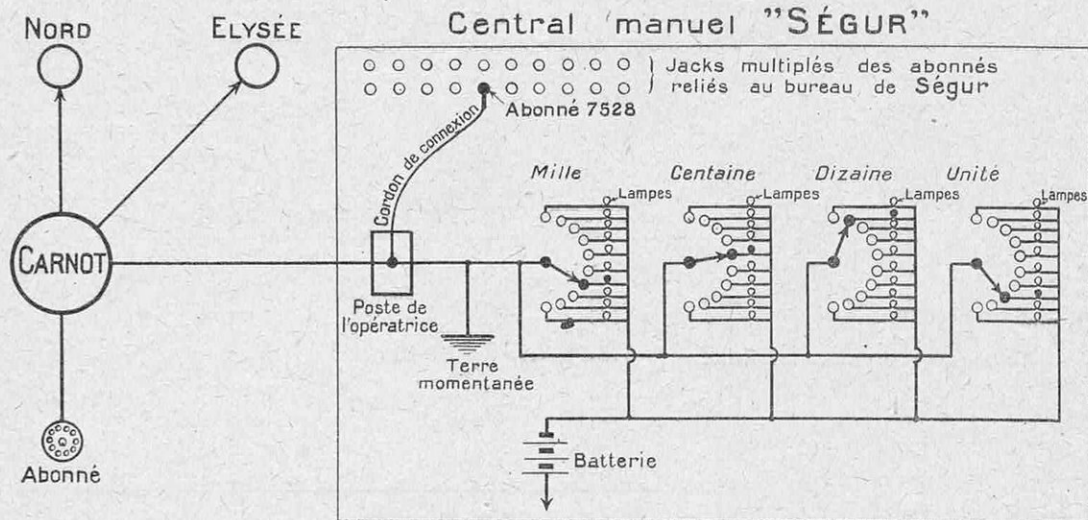 NORD
ELYSÉE
Central manuel "SÉGUR"
Jacks multiplés des abonnés
reliés au bureau de Ségur
Abonné 7528
Cordon de connexion
Mille
Centaine
Dizaine
Unité
Lampes
Lampes
Lampes
Lampes
CARNOT
Poste de
l'opératrice
Terre
momentanée
Batterie
Abonné